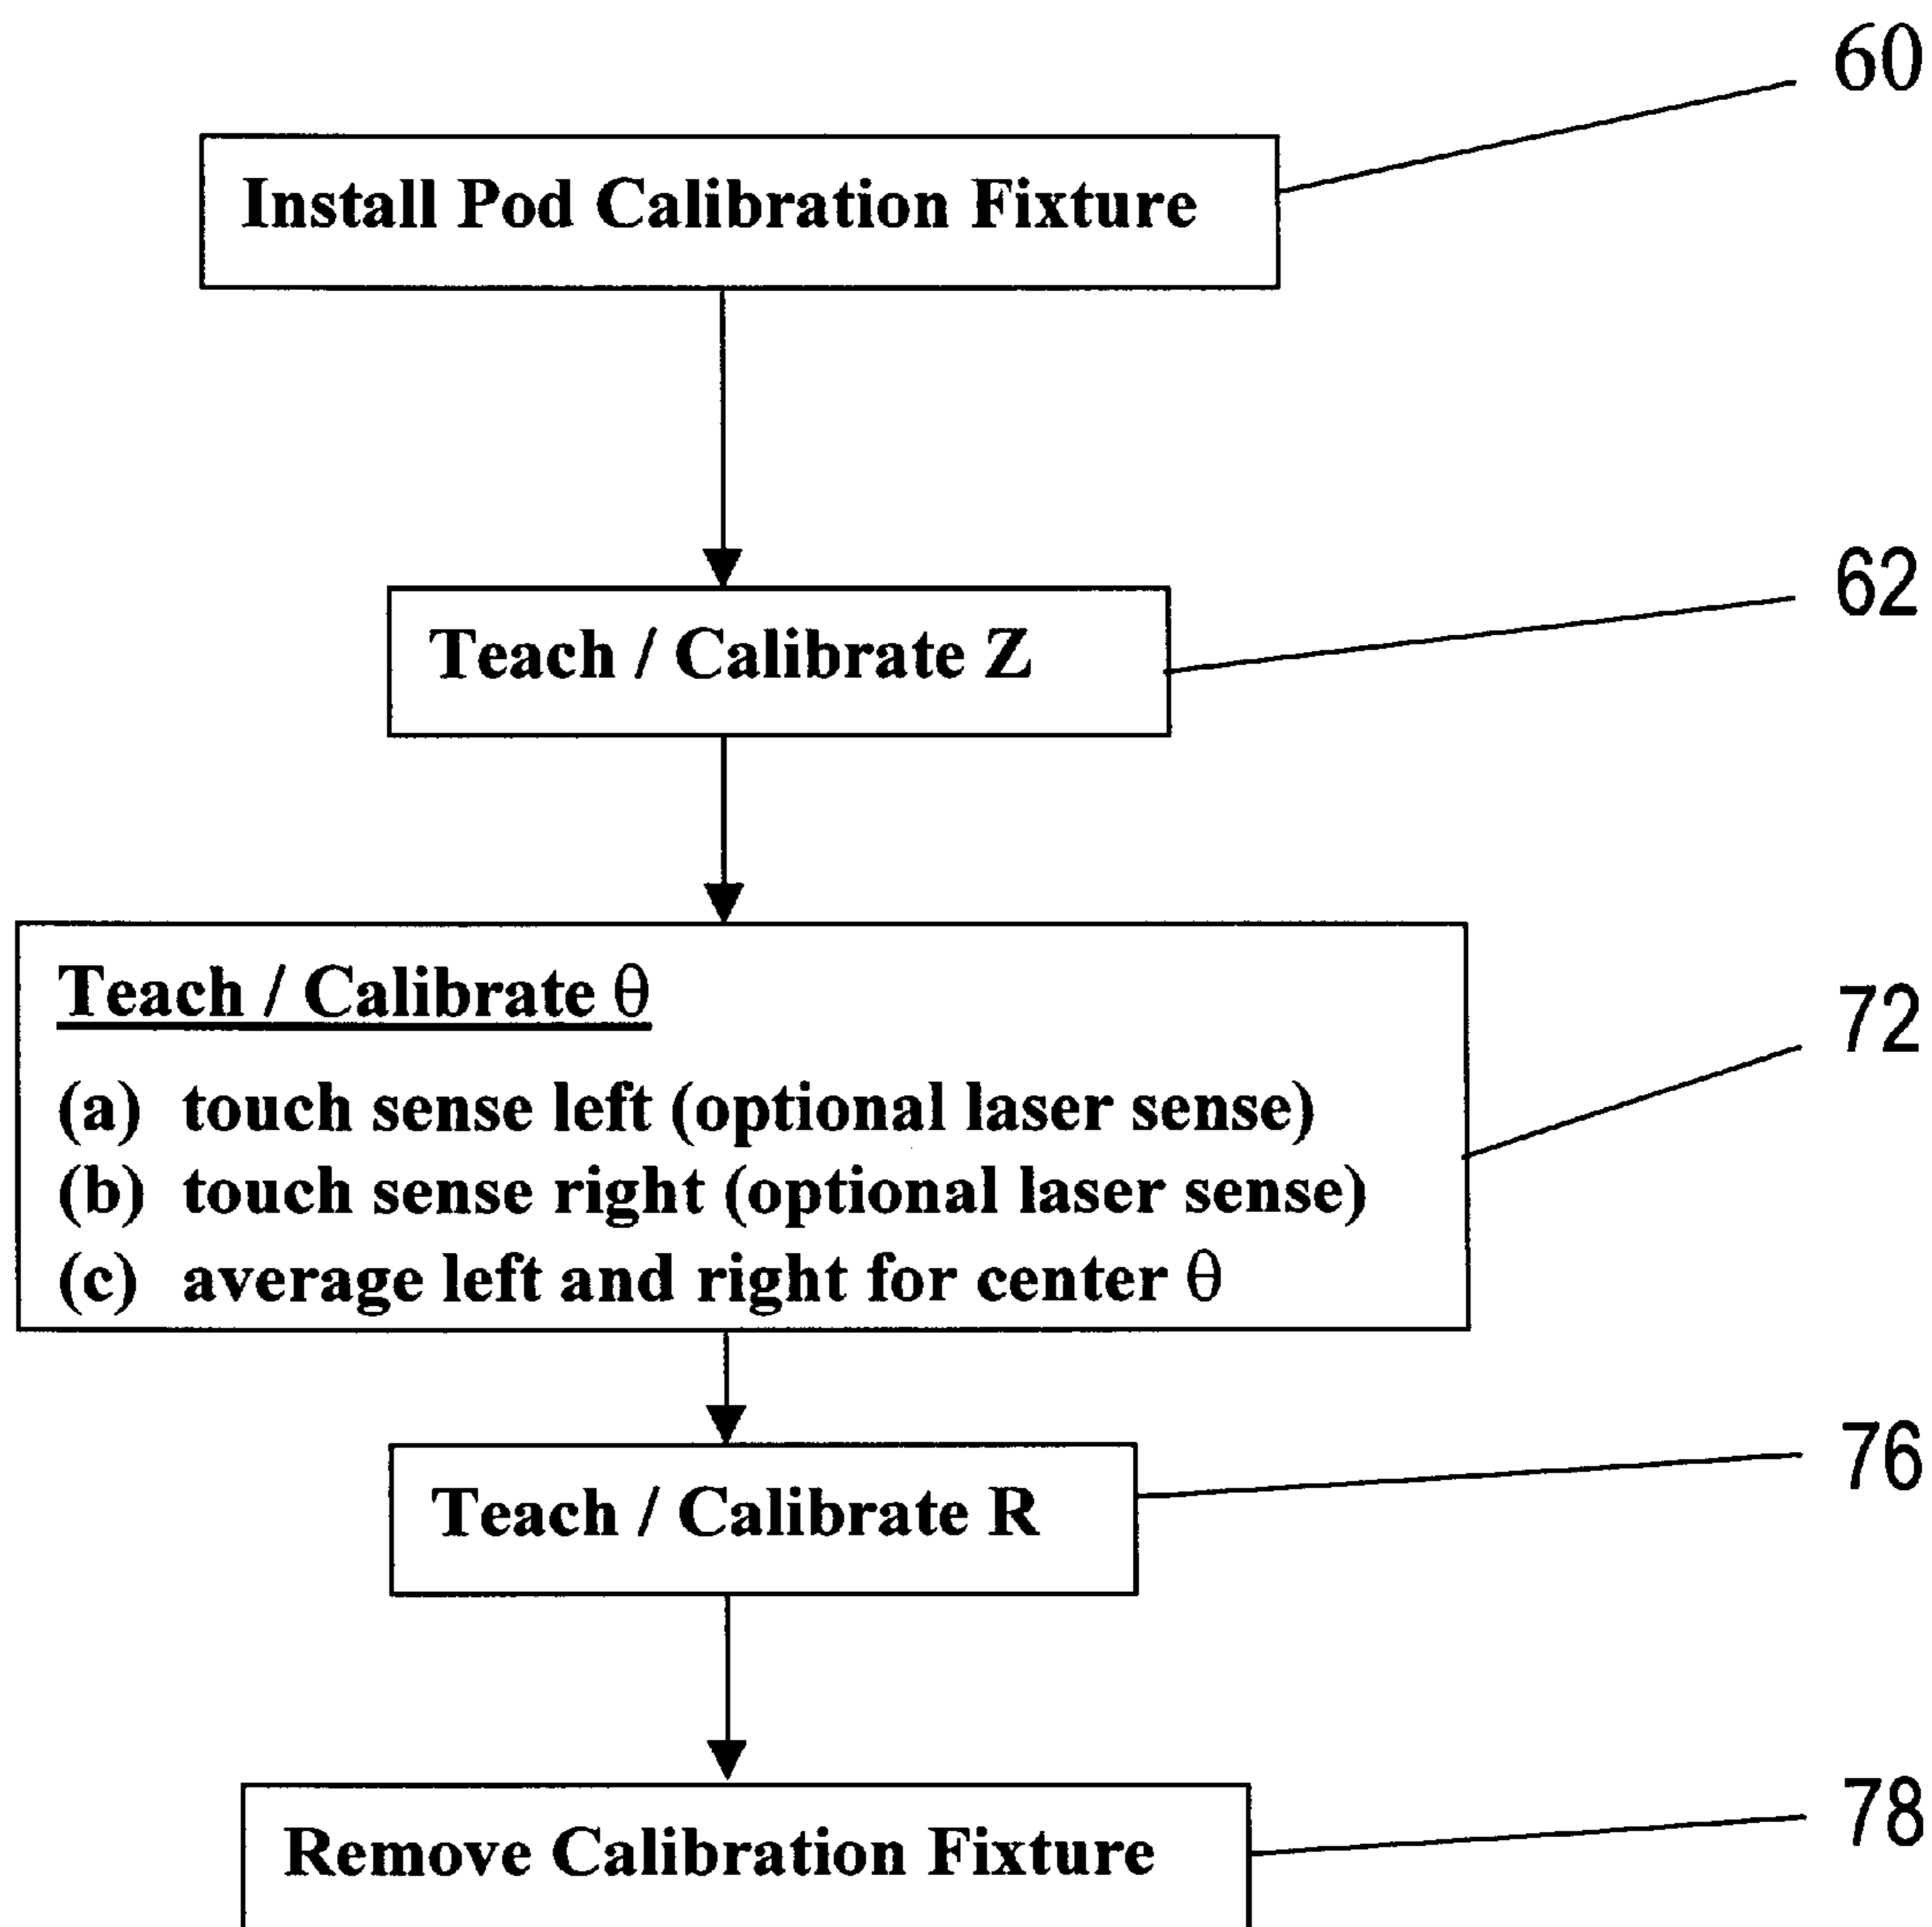 60
Install Pod Calibration Fixture
62
Teach / Calibrate Z
Teach / Calibrate θ
72
(a) touch sense left (optional laser sense)
(b) touch sense right (optional laser sense)
(c) average left and right for center θ
76
Teach / Calibrate R
78
Remove Calibration Fixture